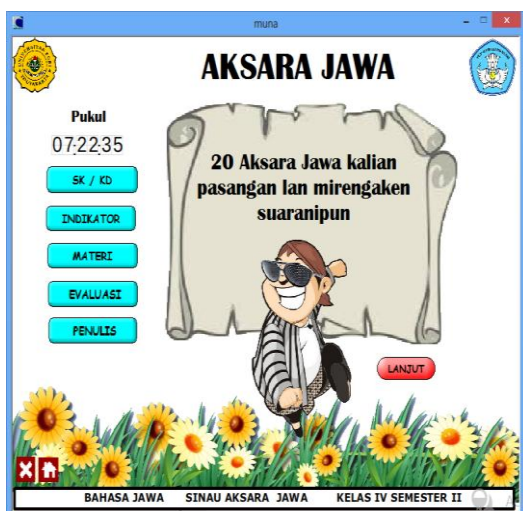 muna
AKSARA JAWA
Pukul
07:22:35
SK / KD
INDIKATOR
MATERI
EVALUASI
PENULIS
20 Aksara Jawa kalian
pasangan lan mirengaken
suaranipun
LANJUT
BAHASA JAWA SINAU AKSARA JAWA KELAS IV SEMESTER II